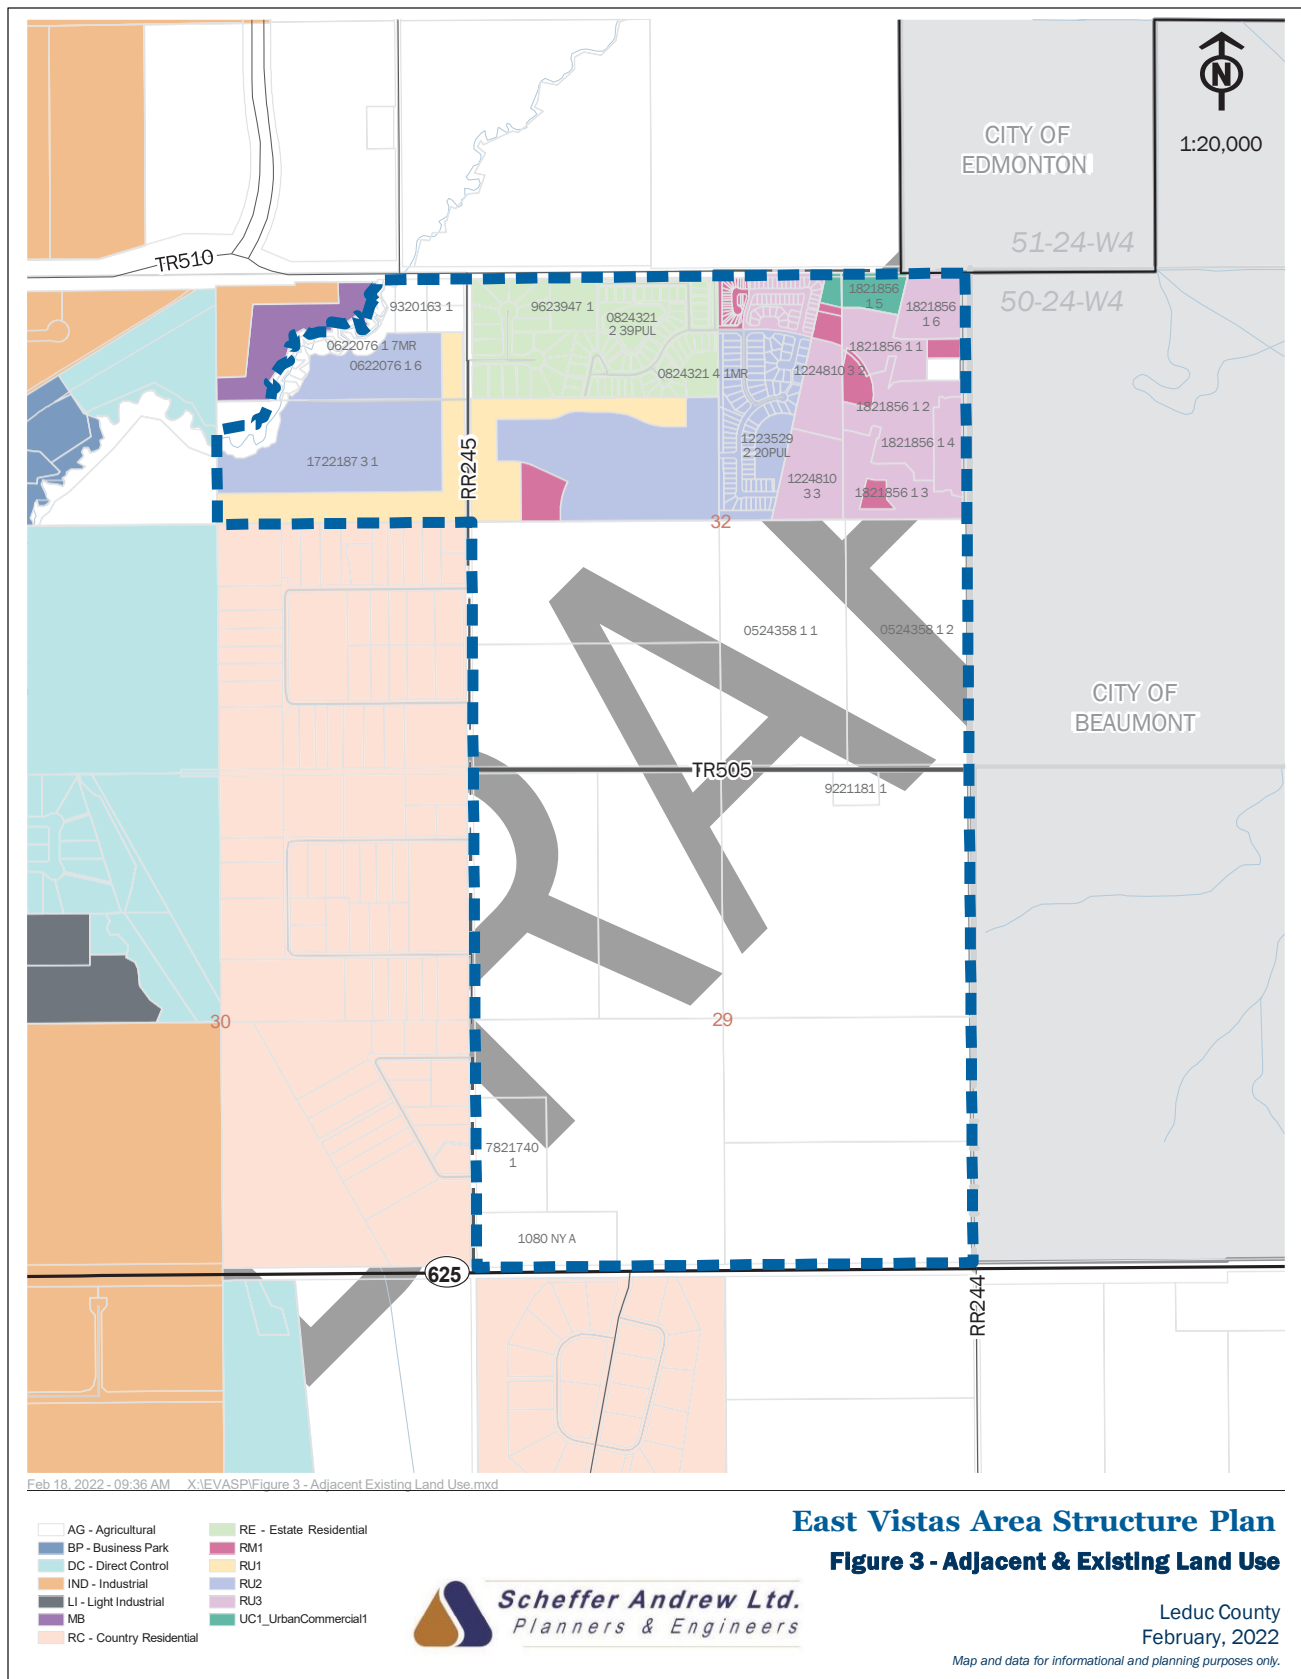 N
1:20,000
CITY OF
EDMONTON
51-24-W4
50-24-W4
TR510
9320163 1
9623947 1
0824321
2 39PUL
1821856
1 5
1821856
1 6
0622076 1 7MR
0622076 1 6
0824321 4 1MR
1224810 3 2
1821856 1 1
1821856 1 2
1722187 3 1
RR245
1223529
2 20PUL
1821856 1 4
1224810
3 3
1821856 1 3
32
0524358 1 1
0524358 1 2
CITY OF
BEAUMONT
TR505
9221181 1
30
29
7821740
1
1080 NY A
625
RR244
DRAFT
Feb 18, 2022 - 09:36 AM X:\EVASP\Figure 3 - Adjacent Existing Land Use.mxd
AG - Agricultural
BP - Business Park
DC - Direct Control
IND - Industrial
LI - Light Industrial
MB
RC - Country Residential
RE - Estate Residential
RM1
RU1
RU2
RU3
UC1_UrbanCommercial1
Scheffer Andrew Ltd.
Planners & Engineers
East Vistas Area Structure Plan
Figure 3 - Adjacent & Existing Land Use
Leduc County
February, 2022
Map and data for informational and planning purposes only.